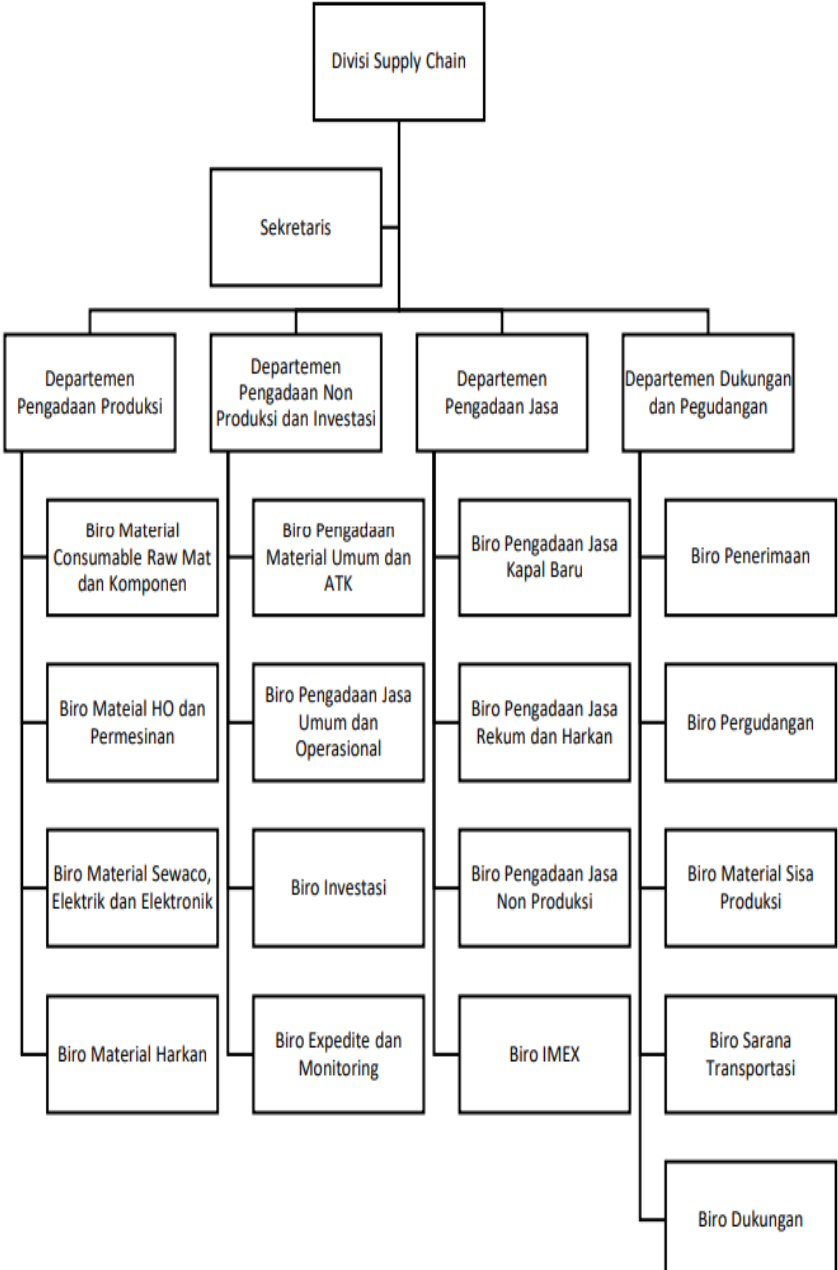 Divisi Supply Chain
Sekretaris
Departemen
Pengadaan Produksi
Departemen
Pengadaan Non
Produksi dan Investasi
Departemen
Pengadaan Jasa
Departemen Dukungan
dan Pegudangan
Biro Material
Consumable Raw Mat
dan Komponen
Biro Pengadaan
Material Umum dan
ATK
Biro Pengadaan Jasa
Kapal Baru
Biro Penerimaan
Biro Mateial HO dan
Permesinan
Biro Pengadaan Jasa
Umum dan
Operasional
Biro Pengadaan Jasa
Rekum dan Harkan
Biro Pergudangan
Biro Material Sewaco,
Elektrik dan Elektronik
Biro Investasi
Biro Pengadaan Jasa
Non Produksi
Biro Material Sisa
Produksi
Biro Material Harkan
Biro Expedite dan
Monitoring
Biro IMEX
Biro Sarana
Transportasi
Biro Dukungan